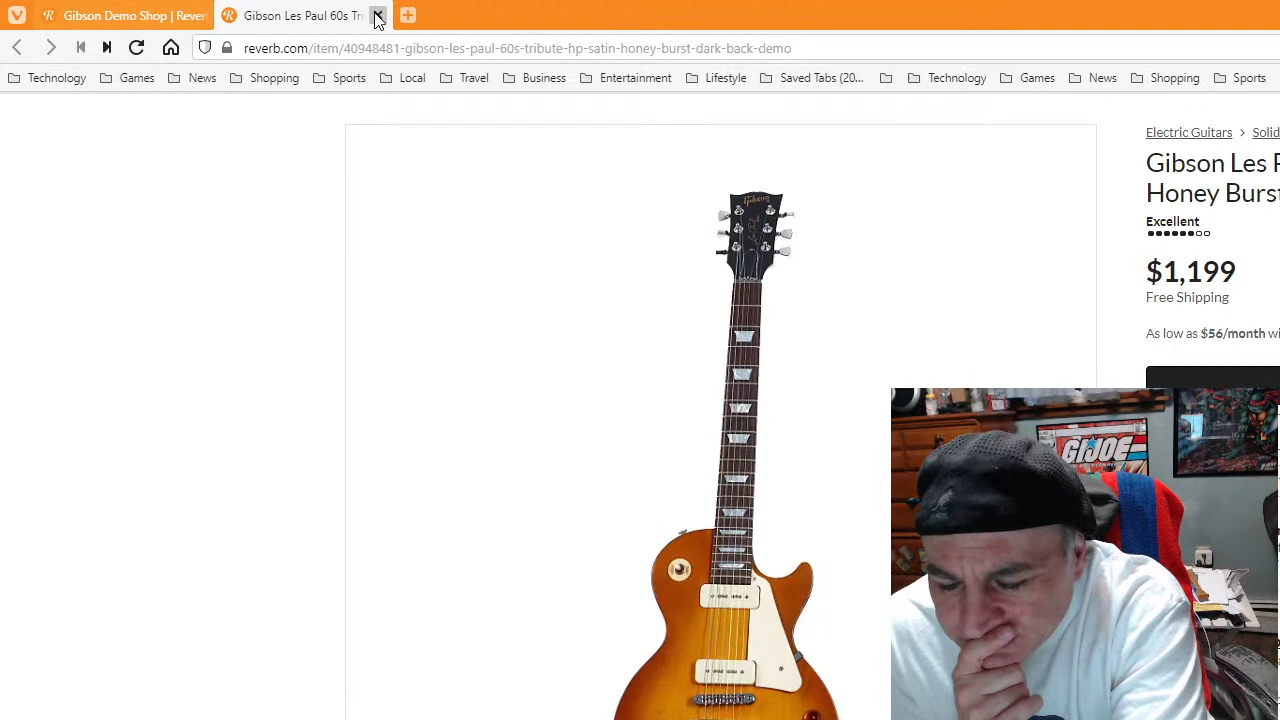 Gibson Demo Shop | Rever
Gibson Les Paul 60s Tri
reverb.com/item/40948481-gibson-les-paul-60s-tribute-hp-satin-honey-burst-dark-back-demo
Technology Games News Shopping Sports Local Travel Business Entertainment Lifestyle Saved Tabs (20... Technology Games News Shopping Sports
Electric Guitars > Solid
Gibson Les P
Honey Burst
Excellent
$1,199
Free Shipping
As low as $56/month wi
Gibson
G.I. JOE